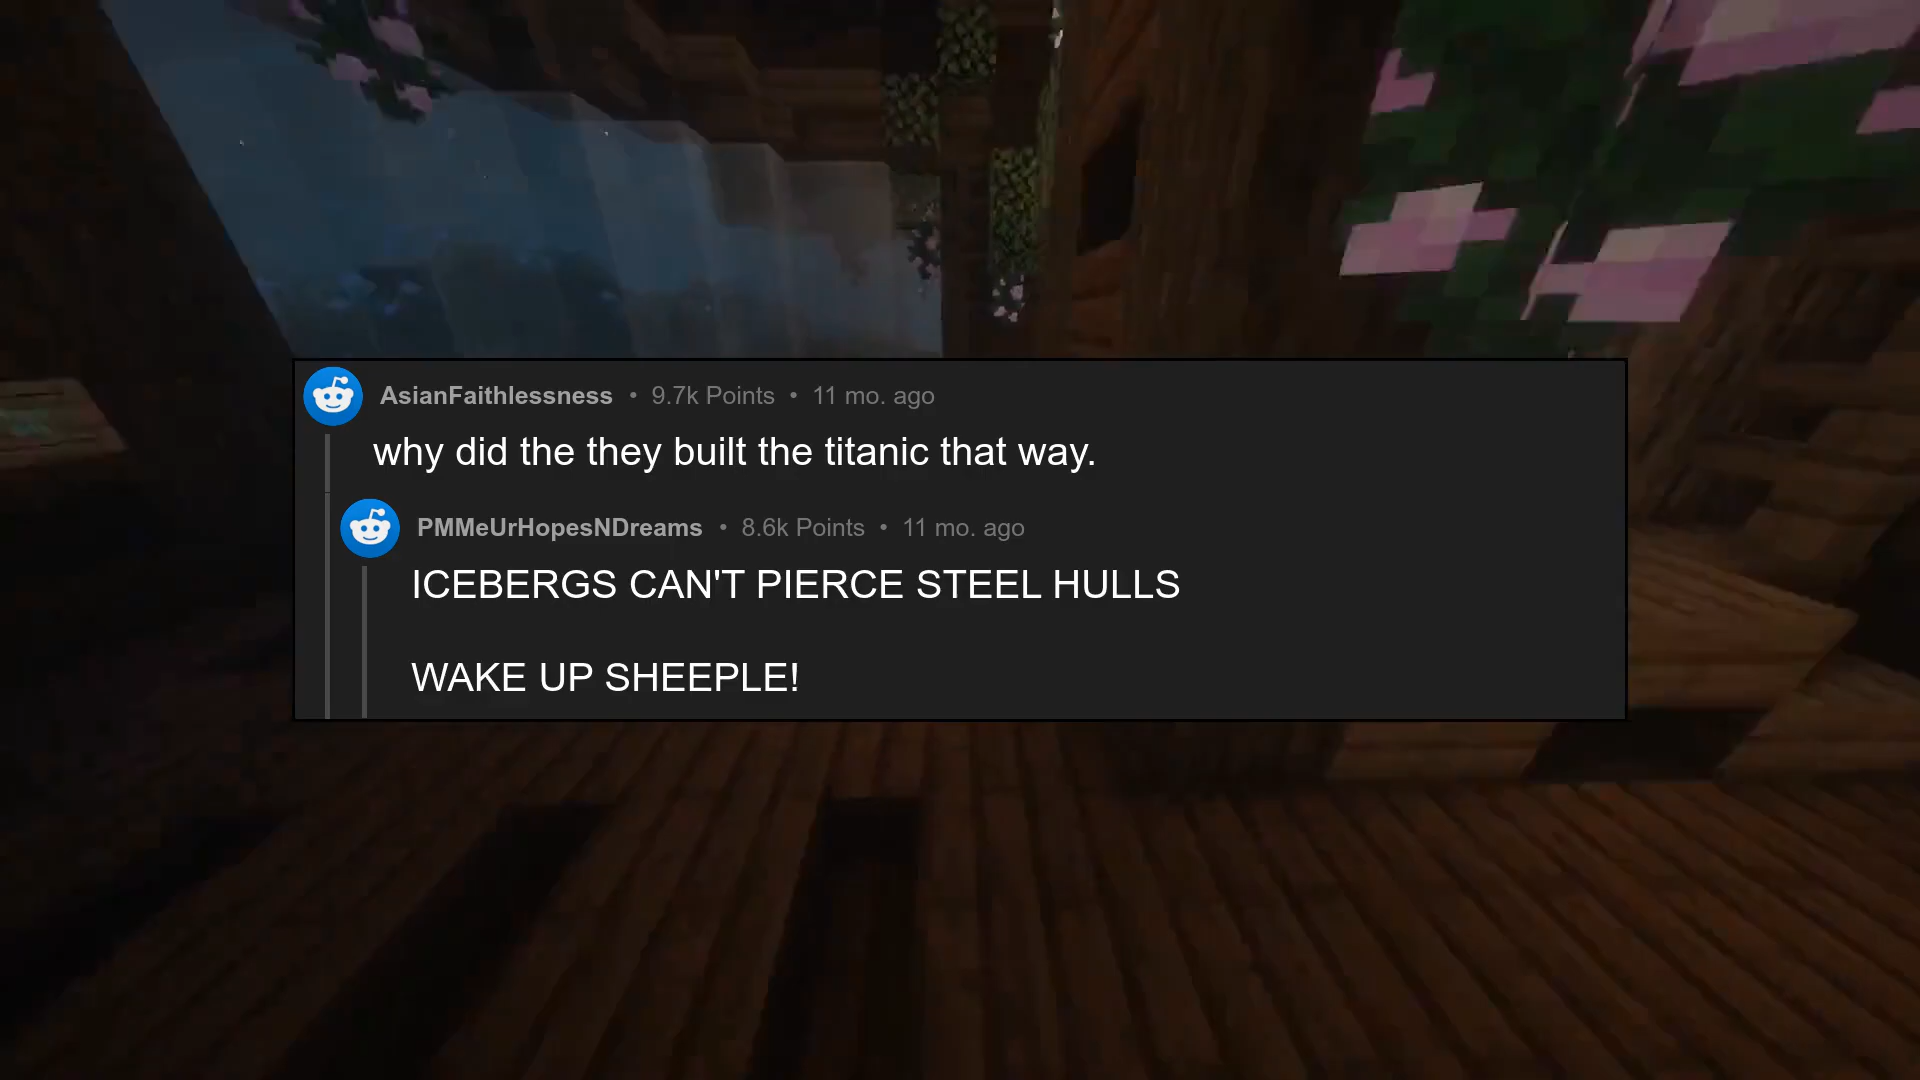 AsianFaithlessness • 9.7k Points • 11 mo. ago
why did the they built the titanic that way.
PMMeUrHopesNDreams • 8.6k Points • 11 mo. ago
ICEBERGS CAN'T PIERCE STEEL HULLS
WAKE UP SHEEPLE!